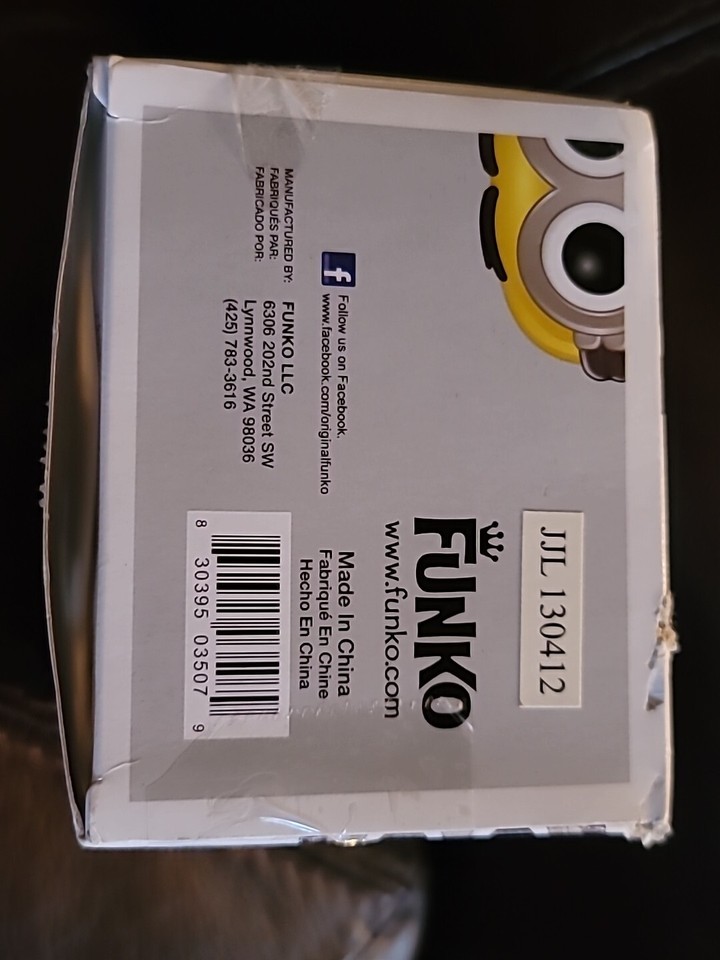 JJL 130412
FUNKO
www.funko.com
f Follow us on Facebook.
www.facebook.com/originalfunko
Made In China
Fabriqué En Chine
Hecho En China
MANUFACTURED BY:
FABRIQUÉS PAR:
FABRICADO POR:
FUNKO LLC
6306 202nd Street SW
Lynnwood, WA 98036
(425) 783-3616
8 30395 03507 9